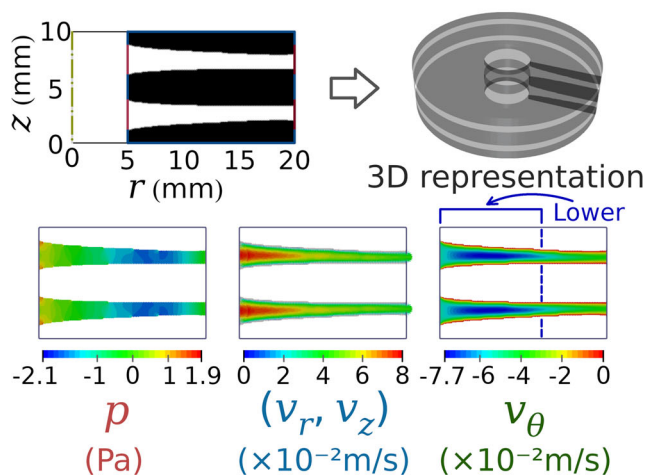 10
5
0
z (mm)
0 5 10 15 20
r (mm)
3D representation
Lower
-2.1 -1 0 1 1.9
0 2 4 6 8
-7.7 -6 -4 -2 0
p
(v_r, v_z)
v_θ
(Pa)
(×10⁻²m/s)
(×10⁻²m/s)